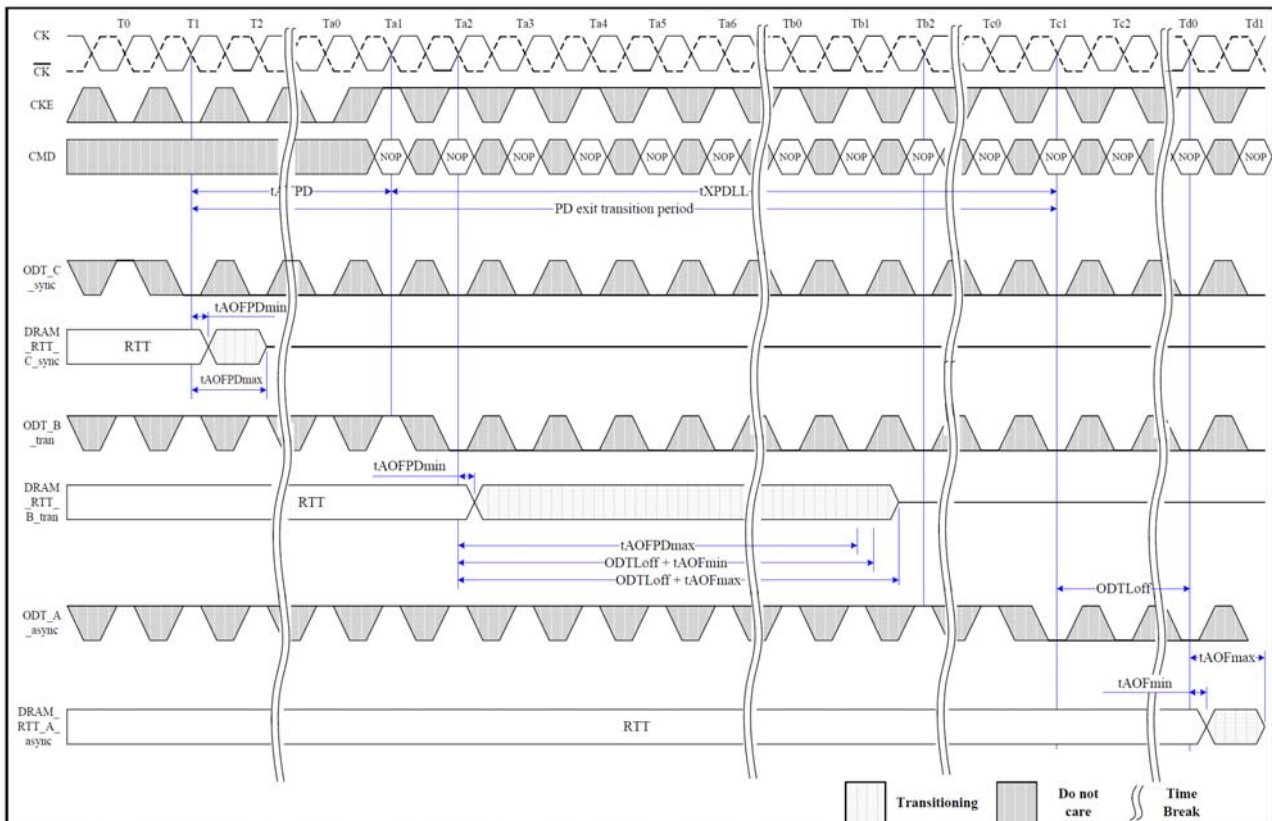 T0 T1 T2 Ta0 Ta1 Ta2 Ta3 Ta4 Ta5 Ta6 Tb0 Tb1 Tb2 Tc0 Tc1 Tc2 Td0 Td1
CK
CK
CKE
CMD
NOP NOP NOP NOP NOP NOP NOP NOP NOP NOP NOP NOP NOP NOP
tXPDLL
PD exit transition period
ODT_C
_sync
tAOFPDmin
DRAM
_RTT_
C_sync
RTT
tAOFPDmax
ODT_B
_tran
tAOFPDmin
DRAM
_RTT_
B_tran
RTT
tAOFPDmax
ODTLoff + tAOFmin
ODTLoff + tAOFmax
ODTLoff
ODT_A
_async
tAOFmax
tAOFmin
DRAM_
RTT_A_
async
RTT
Transitioning
Do not
care
Time
Break